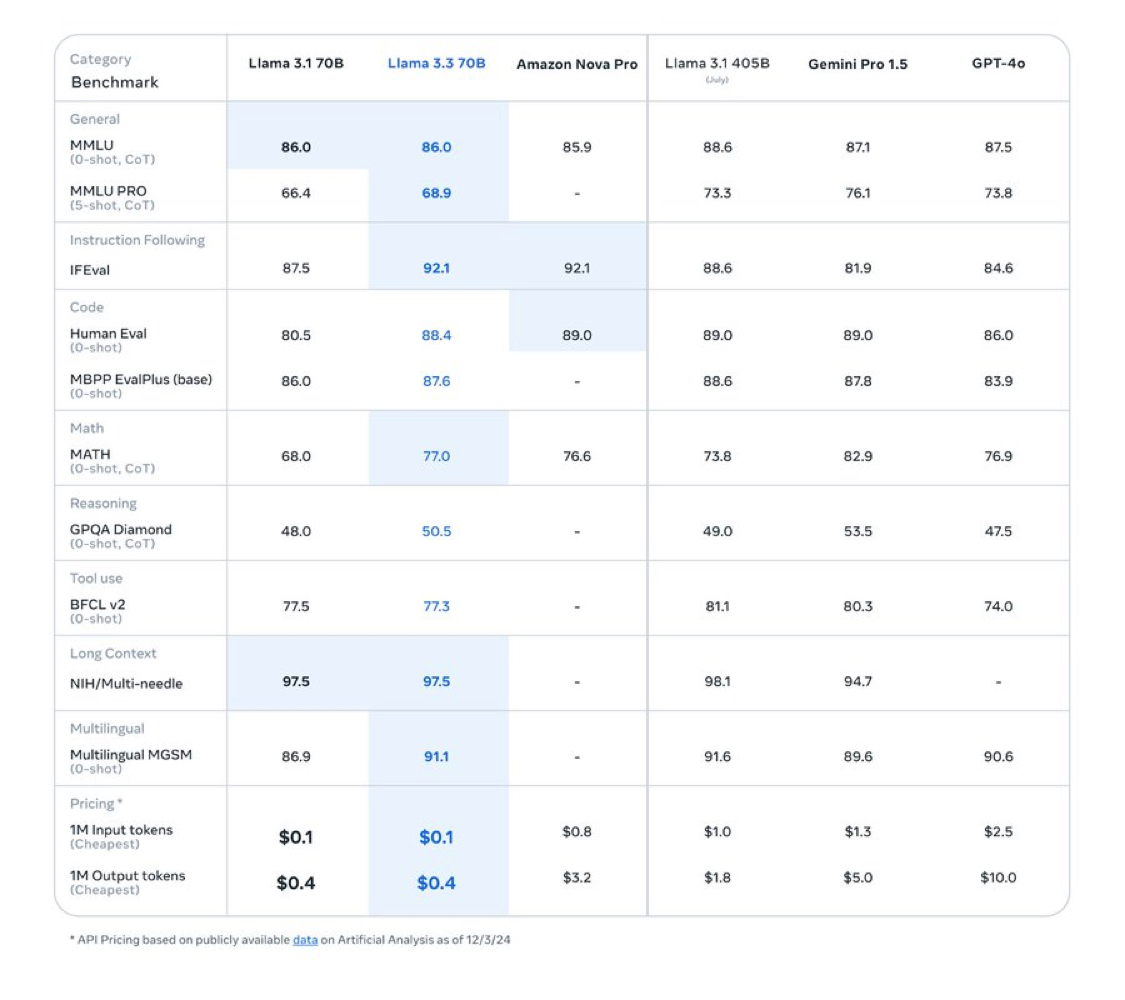 Category
Benchmark
Llama 3.1 70B
Llama 3.3 70B
Amazon Nova Pro
Llama 3.1 405B
(July)
Gemini Pro 1.5
GPT-4o
General
MMLU 86.0 86.0 85.9 88.6 87.1 87.5
(0-shot, CoT)
MMLU PRO 66.4 68.9 - 73.3 76.1 73.8
(5-shot, CoT)
Instruction Following
IFEval 87.5 92.1 92.1 88.6 81.9 84.6
Code
Human Eval 80.5 88.4 89.0 89.0 89.0 86.0
(0-shot)
MBPP EvalPlus (base) 86.0 87.6 - 88.6 87.8 83.9
(0-shot)
Math
MATH 68.0 77.0 76.6 73.8 82.9 76.9
(0-shot, CoT)
Reasoning
GPQA Diamond 48.0 50.5 - 49.0 53.5 47.5
(0-shot, CoT)
Tool use
BFCL v2 77.5 77.3 - 81.1 80.3 74.0
(0-shot)
Long Context
NIH/Multi-needle 97.5 97.5 - 98.1 94.7 -
Multilingual
Multilingual MGSM 86.9 91.1 - 91.6 89.6 90.6
(0-shot)
Pricing *
1M Input tokens $0.1 $0.1 $0.8 $1.0 $1.3 $2.5
(Cheapest)
1M Output tokens $0.4 $0.4 $3.2 $1.8 $5.0 $10.0
(Cheapest)
* API Pricing based on publicly available data on Artificial Analysis as of 12/3/24